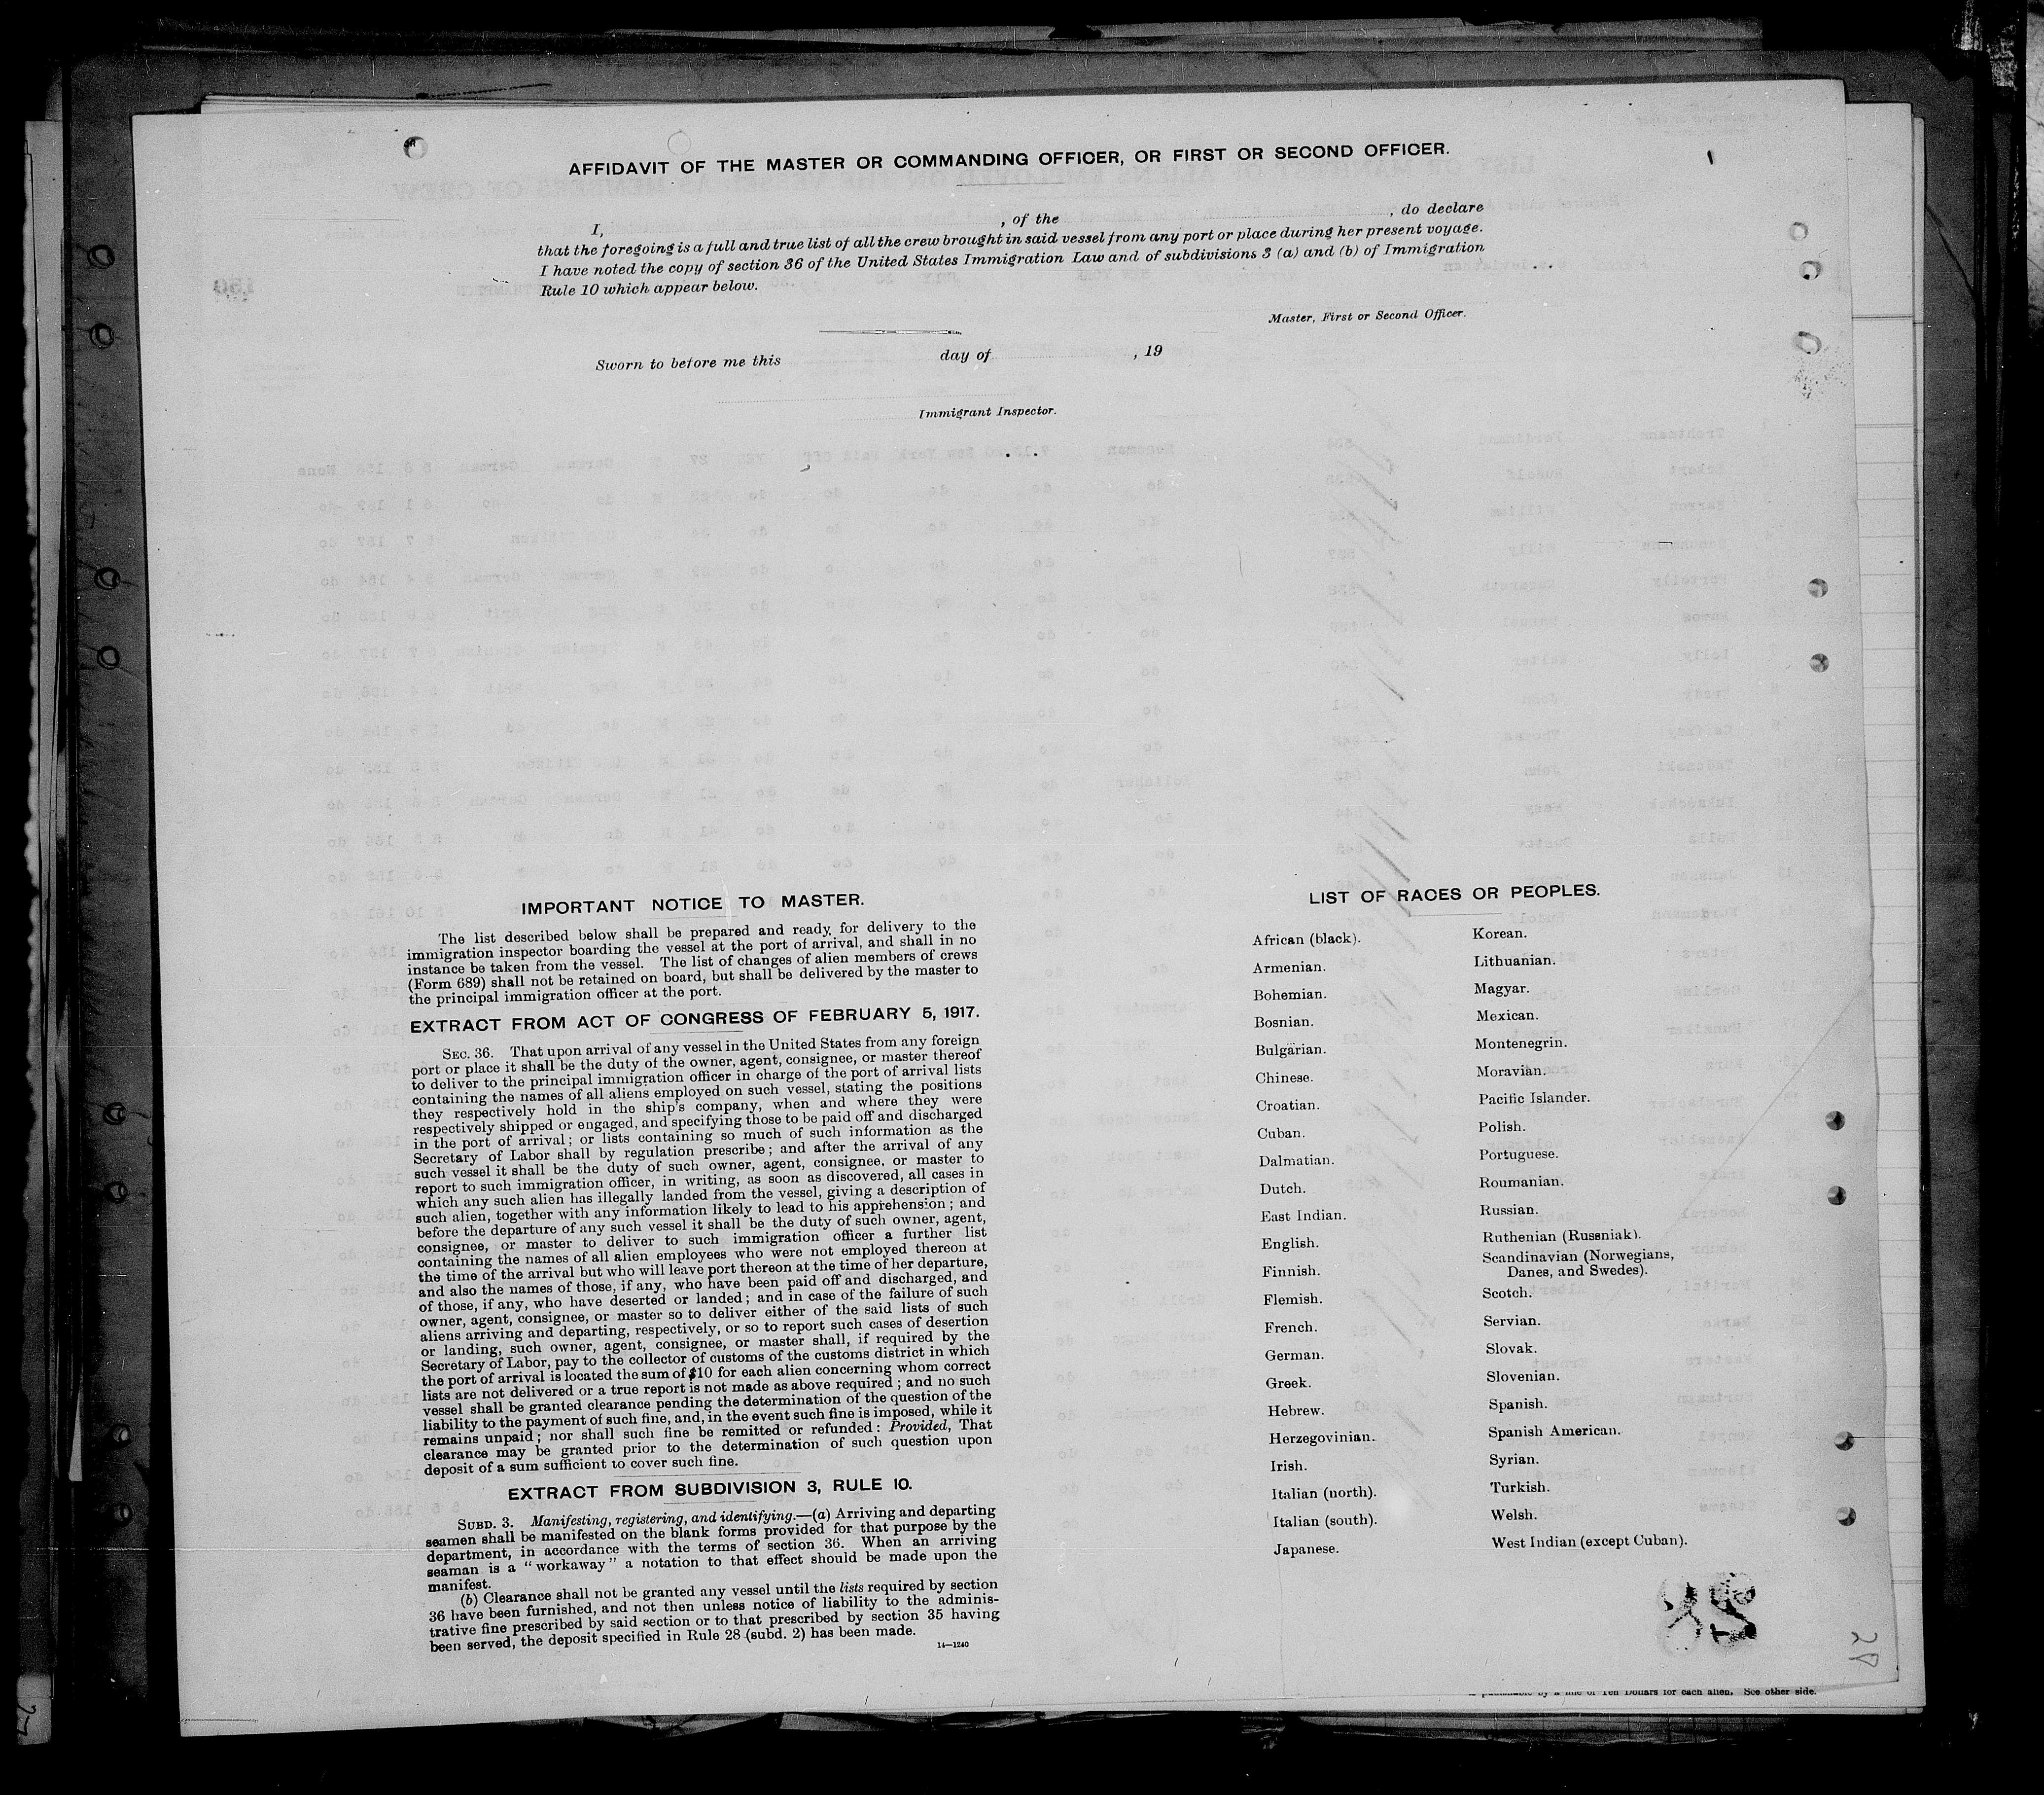 AFFIDAVIT OF THE MASTER OR COMMANDING OFFICER, OR FIRST OR SECOND OFFICER.
I, , of the , do declare
that the foregoing is a full and true list of all the crew brought in said vessel from any port or place during her present voyage.
I have noted the copy of section 36 of the United States Immigration Law and of subdivisions 3 (a) and (b) of Immigration
Rule 10 which appear below.
Master, First or Second Officer.
Sworn to before me this day of , 19
Immigrant Inspector.
IMPORTANT NOTICE TO MASTER.
The list described below shall be prepared and ready for delivery to the
immigration inspector boarding the vessel at the port of arrival, and shall in no
instance be taken from the vessel. The list of changes of alien members of crews
(Form 689) shall not be retained on board, but shall be delivered by the master to
the principal immigration officer at the port.
EXTRACT FROM ACT OF CONGRESS OF FEBRUARY 5, 1917.
SEC. 36. That upon arrival of any vessel in the United States from any foreign
port or place it shall be the duty of the owner, agent, consignee, or master thereof
to deliver to the principal immigration officer in charge of the port of arrival lists
containing the names of all aliens employed on such vessel, stating the positions
they respectively hold in the ship's company, when and where they were
respectively shipped or engaged, and specifying those to be paid off and discharged
in the port of arrival; or lists containing so much of such information as the
Secretary of Labor shall by regulation prescribe; and after the arrival of any
such vessel it shall be the duty of such owner, agent, consignee, or master to
report to such immigration officer, in writing, as soon as discovered, all cases in
which any such alien has illegally landed from the vessel, giving a description of
such alien, together with any information likely to lead to his apprehension; and
before the departure of any such vessel it shall be the duty of such owner, agent,
consignee, or master to deliver to such immigration officer a further list
containing the names of all alien employees who were not employed thereon at
the time of the arrival but who will leave port thereon at the time of her departure,
and also the names of those, if any, who have been paid off and discharged, and
of those, if any, who have deserted or landed; and in case of the failure of such
owner, agent, consignee, or master so to deliver either of the said lists of such
aliens arriving and departing, respectively, or so to report such cases of desertion
or landing, such owner, agent, consignee, or master shall, if required by the
Secretary of Labor, pay to the collector of customs of the customs district in which
the port of arrival is located the sum of $10 for each alien concerning whom correct
lists are not delivered or a true report is not made as above required; and no such
vessel shall be granted clearance pending the determination of the question of the
liability to the payment of such fine, and, in the event such fine is imposed, while it
remains unpaid; nor shall such fine be remitted or refunded: Provided, That
clearance may be granted prior to the determination of such question upon
deposit of a sum sufficient to cover such fine.
EXTRACT FROM SUBDIVISION 3, RULE 10.
SUBD. 3. Manifesting, registering, and identifying.—(a) Arriving and departing
seamen shall be manifested on the blank forms provided for that purpose by the
department, in accordance with the terms of section 36. When an arriving
seaman is a "workaway" a notation to that effect should be made upon the
manifest.
(b) Clearance shall not be granted any vessel until the lists required by section
36 have been furnished, and not then unless notice of liability to the adminis-
trative fine prescribed by said section or to that prescribed by section 35 having
been served, the deposit specified in Rule 28 (subd. 2) has been made.
14—1240
LIST OF RACES OR PEOPLES.
African (black).
Armenian.
Bohemian.
Bosnian.
Bulgarian.
Chinese.
Croatian.
Cuban.
Dalmatian.
Dutch.
East Indian.
English.
Finnish.
Flemish.
French.
German.
Greek.
Hebrew.
Herzegovinian.
Irish.
Italian (north).
Italian (south).
Japanese.
Korean.
Lithuanian.
Magyar.
Mexican.
Montenegrin.
Moravian.
Pacific Islander.
Polish.
Portuguese.
Roumanian.
Russian.
Ruthenian (Russniak).
Scandinavian (Norwegians,
Danes, and Swedes).
Scotch.
Servian.
Slovak.
Slovenian.
Spanish.
Spanish American.
Syrian.
Turkish.
Welsh.
West Indian (except Cuban).
by a fine of Ten Dollars for each alien. See other side.